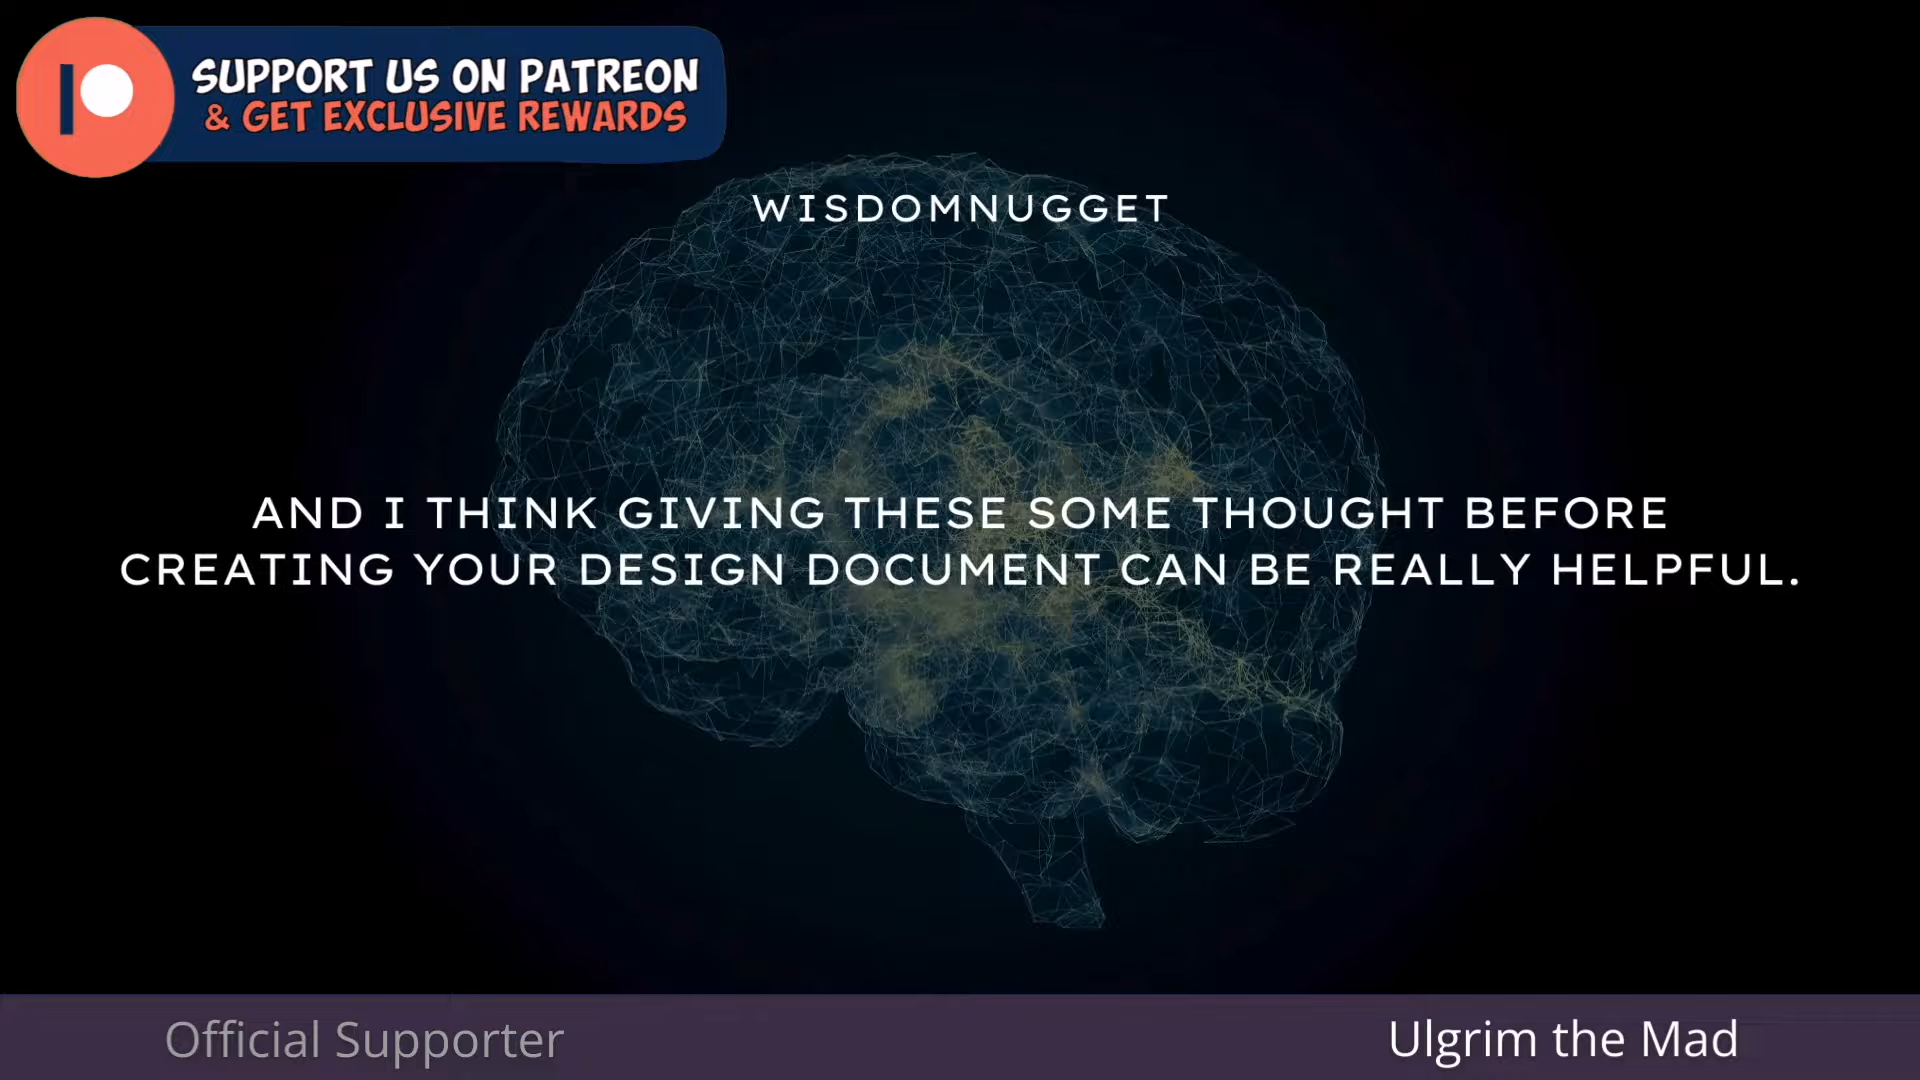 SUPPORT US ON PATREON
& GET EXCLUSIVE REWARDS
WISDOMNUGGET
AND I THINK GIVING THESE SOME THOUGHT BEFORE
CREATING YOUR DESIGN DOCUMENT CAN BE REALLY HELPFUL.
Official Supporter
Ulgrim the Mad